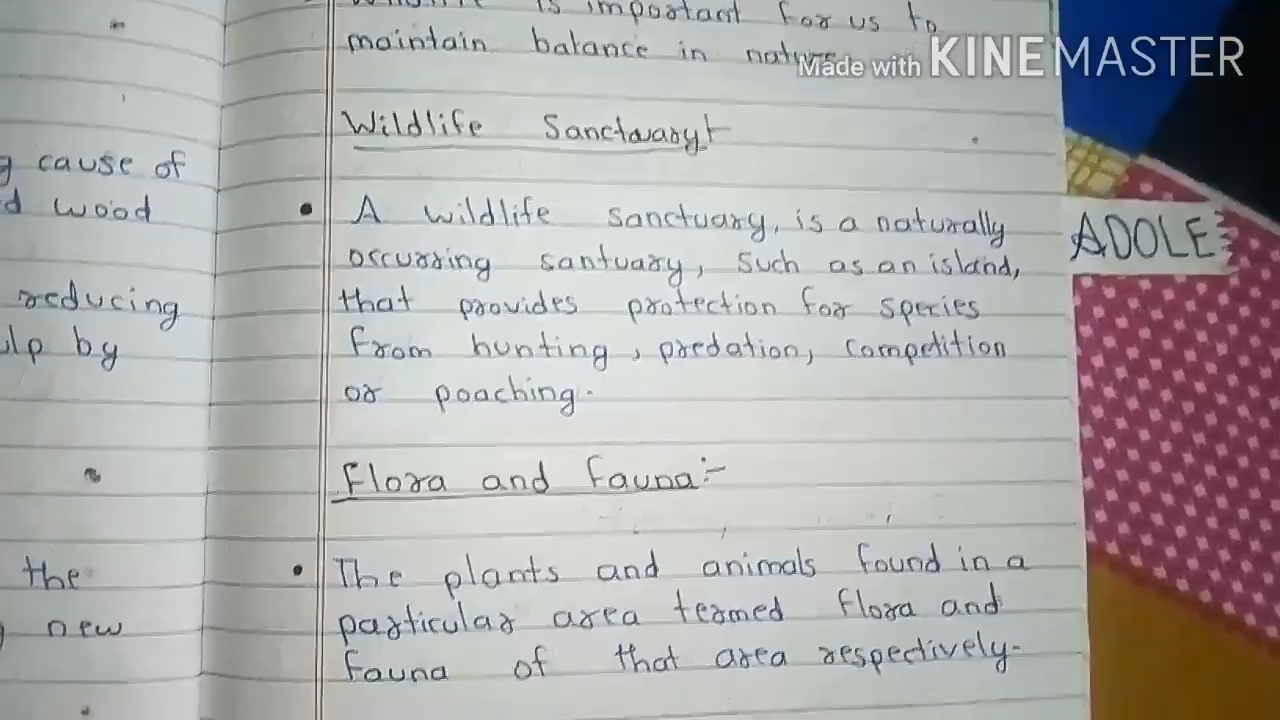 is important for us to
maintain balance in nature
Made with KINEMASTER
Wildlife Sanctuary:-
• A wildlife sanctuary, is a naturally
occurring santuary, such as an island,
that provides protection for species
from hunting, predation, competition
or poaching.
Flora and Fauna:-
• The plants and animals found in a
particular area termed flora and
fauna of that area respectively.
cause of
wood
reducing
by
the
new
ADOLE